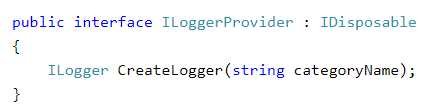 public interface ILoggerProvider : IDisposable
{
    ILogger CreateLogger(string categoryName);
}